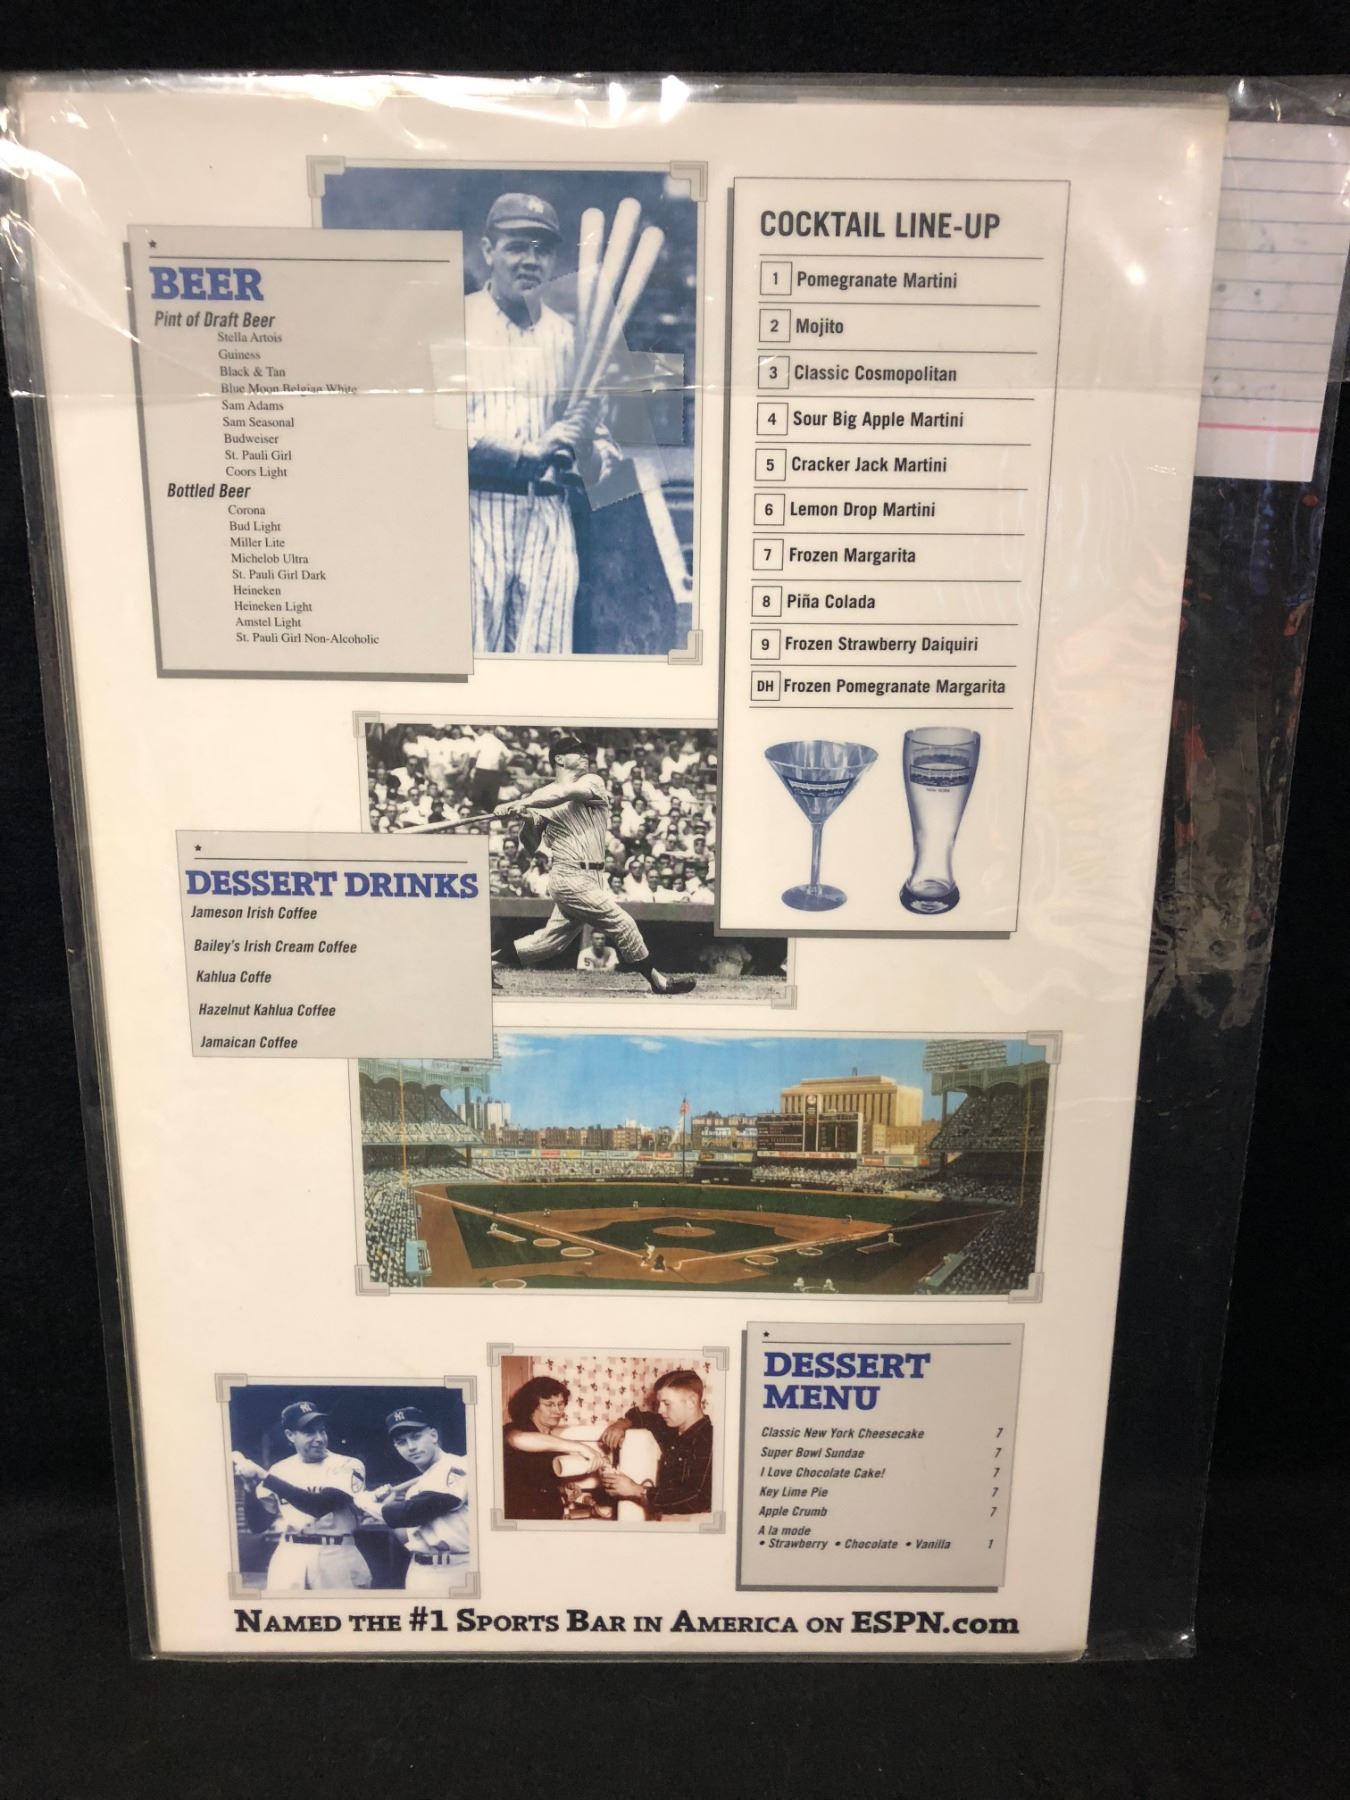 BEER
Pint of Draft Beer
Stella Artois
Guiness
Black & Tan
Blue Moon Belgian White
Sam Adams
Sam Seasonal
Budweiser
St. Pauli Girl
Coors Light
Bottled Beer
Corona
Bud Light
Miller Lite
Michelob Ultra
St. Pauli Girl Dark
Heineken
Heineken Light
Amstel Light
St. Pauli Girl Non-Alcoholic
COCKTAIL LINE-UP
1 Pomegranate Martini
2 Mojito
3 Classic Cosmopolitan
4 Sour Big Apple Martini
5 Cracker Jack Martini
6 Lemon Drop Martini
7 Frozen Margarita
8 Piña Colada
9 Frozen Strawberry Daiquiri
DH Frozen Pomegranate Margarita
DESSERT DRINKS
Jameson Irish Coffee
Bailey's Irish Cream Coffee
Kahlua Coffe
Hazelnut Kahlua Coffee
Jamaican Coffee
DESSERT
MENU
Classic New York Cheesecake 7
Super Bowl Sundae 7
I Love Chocolate Cake! 7
Key Lime Pie 7
Apple Crumb 7
A la mode
• Strawberry • Chocolate • Vanilla 1
NAMED THE #1 SPORTS BAR IN AMERICA ON ESPN.com